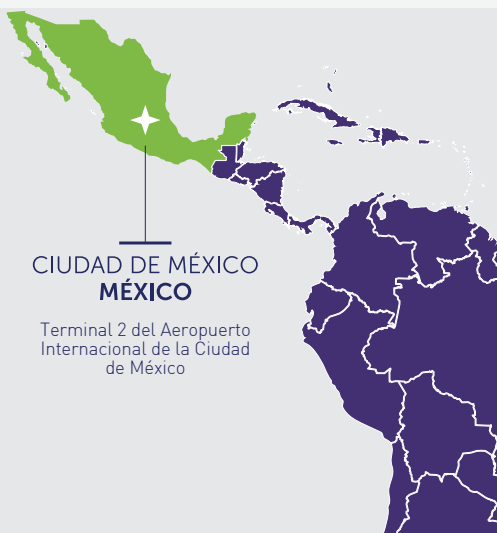 CIUDAD DE MÉXICO
MÉXICO
Terminal 2 del Aeropuerto
Internacional de la Ciudad
de México